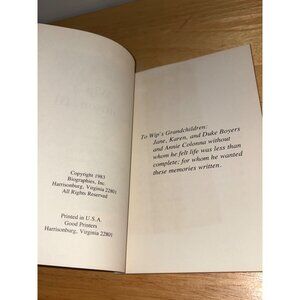 Copyright 1983
Biographies, Inc.
Harrisonburg, Virginia 22801
All Rights Reserved
Printed in U.S.A.
Good Printers
Harrisonburg, Virginia 22801
To Wip's Grandchildren:
Jane, Karen, and Duke Boyers
and Annie Colonna without
whom he felt life was less than
complete; for whom he wanted
these memories written.